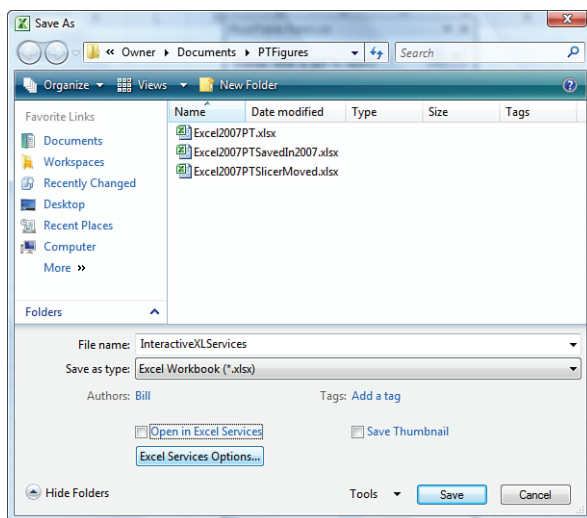 Save As
« Owner Documents PTFigures Search
Organize Views New Folder
Favorite Links
Documents
Workspaces
Recently Changed
Desktop
Recent Places
Computer
More »
Folders
Name Date modified Type Size Tags
Excel2007PT.xlsx
Excel2007PTSavedIn2007.xlsx
Excel2007PTSlicerMoved.xlsx
File name: InteractiveXLServices
Save as type: Excel Workbook (*.xlsx)
Authors: Bill Tags: Add a tag
Open in Excel Services Save Thumbnail
Excel Services Options...
Hide Folders Tools Save Cancel